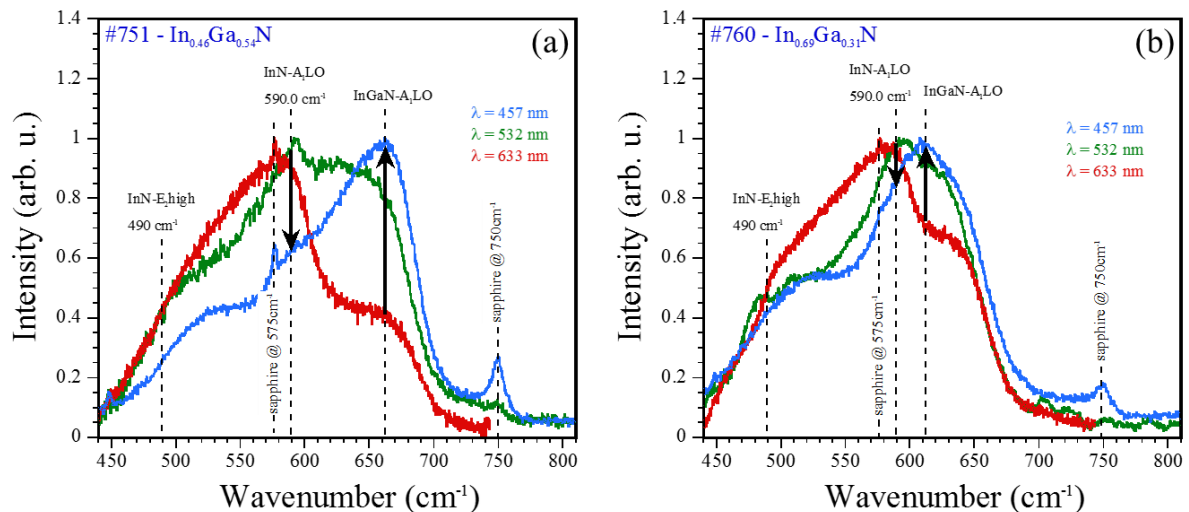 #751 - In0.46Ga0.54N
(a)
InN-A1LO
590.0 cm-1
InGaN-A1LO
λ = 457 nm
λ = 532 nm
λ = 633 nm
InN-E2high
490 cm-1
sapphire @ 575cm-1
sapphire @ 750cm-1
Intensity (arb. u.)
1.4
1.2
1
0.8
0.6
0.4
0.2
0
450 500 550 600 650 700 750 800
Wavenumber (cm-1)
#760 - In0.69Ga0.31N
(b)
InN-A1LO
590.0 cm-1
InGaN-A1LO
λ = 457 nm
λ = 532 nm
λ = 633 nm
InN-E2high
490 cm-1
sapphire @ 575cm-1
sapphire @ 750cm-1
Intensity (arb. u.)
1.4
1.2
1
0.8
0.6
0.4
0.2
0
450 500 550 600 650 700 750 800
Wavenumber (cm-1)